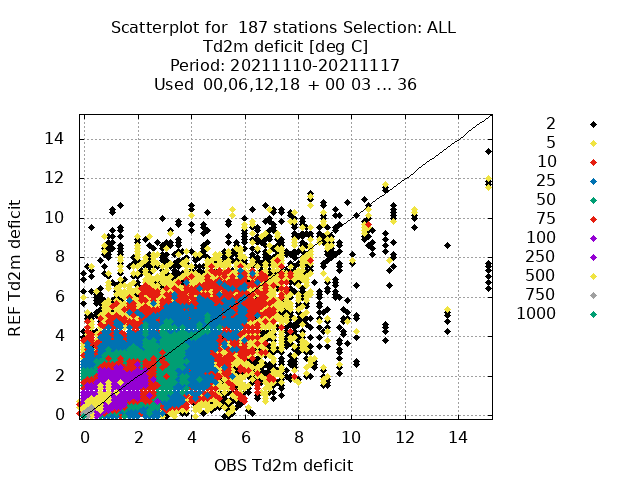 Scatterplot for  187 stations Selection: ALL
Td2m deficit [deg C]
Period: 20211110-20211117
Used  00,06,12,18  + 00 03 ... 36
REF Td2m deficit
14
12
10
8
6
4
2
0
0 2 4 6 8 10 12 14
OBS Td2m deficit
2
5
10
25
50
75
100
250
500
750
1000